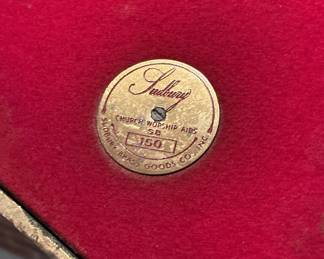 Sudbury
CHURCH WORSHIP AIDS
SB
150
SUDBURY BRASS GOODS CO., INC.